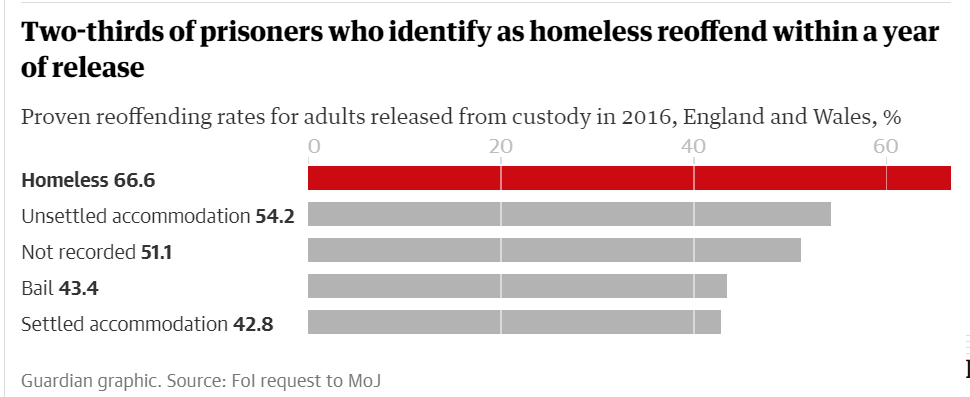 Two-thirds of prisoners who identify as homeless reoffend within a year
of release
Proven reoffending rates for adults released from custody in 2016, England and Wales, %
0 20 40 60
Homeless 66.6
Unsettled accommodation 54.2
Not recorded 51.1
Bail 43.4
Settled accommodation 42.8
Guardian graphic. Source: FoI request to MoJ